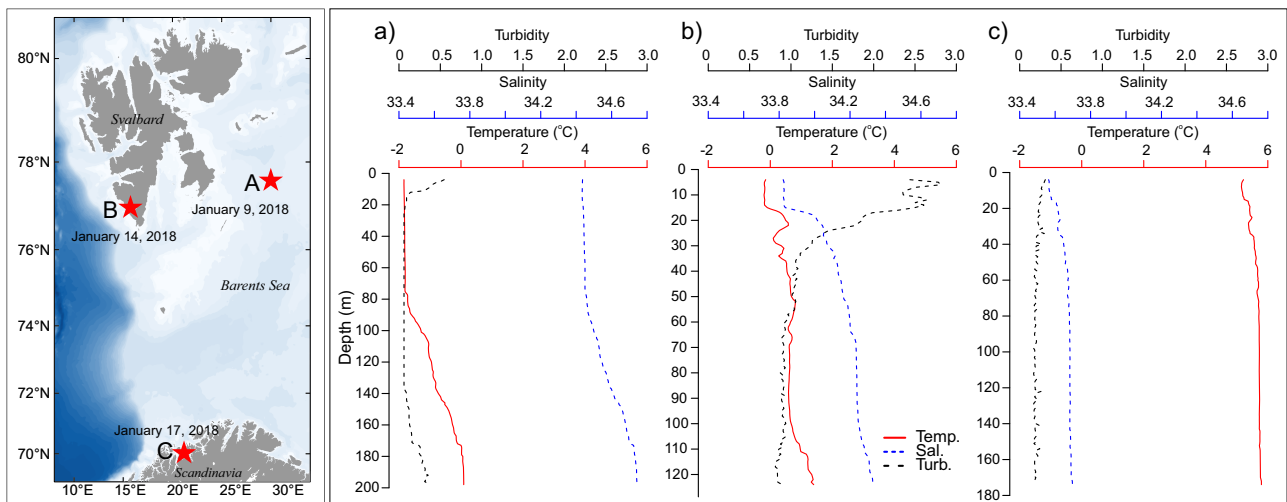 80°N
78°N
76°N
74°N
72°N
70°N
10°E 15°E 20°E 25°E 30°E
Svalbard
A
January 9, 2018
B
January 14, 2018
Barents Sea
January 17, 2018
C
Scandinavia
a)
Turbidity
0 0.5 1.0 1.5 2.0 2.5 3.0
Salinity
33.4 33.8 34.2 34.6
Temperature (°C)
-2 0 2 4 6
Depth (m)
0
20
40
60
80
100
120
140
160
180
200
b)
Turbidity
0 0.5 1.0 1.5 2.0 2.5 3.0
Salinity
33.4 33.8 34.2 34.6
Temperature (°C)
-2 0 2 4 6
0
10
20
30
40
50
60
70
80
90
100
110
120
Temp.
Sal.
Turb.
c)
Turbidity
0 0.5 1.0 1.5 2.0 2.5 3.0
Salinity
33.4 33.8 34.2 34.6
Temperature (°C)
-2 0 2 4 6
0
20
40
60
80
100
120
140
160
180